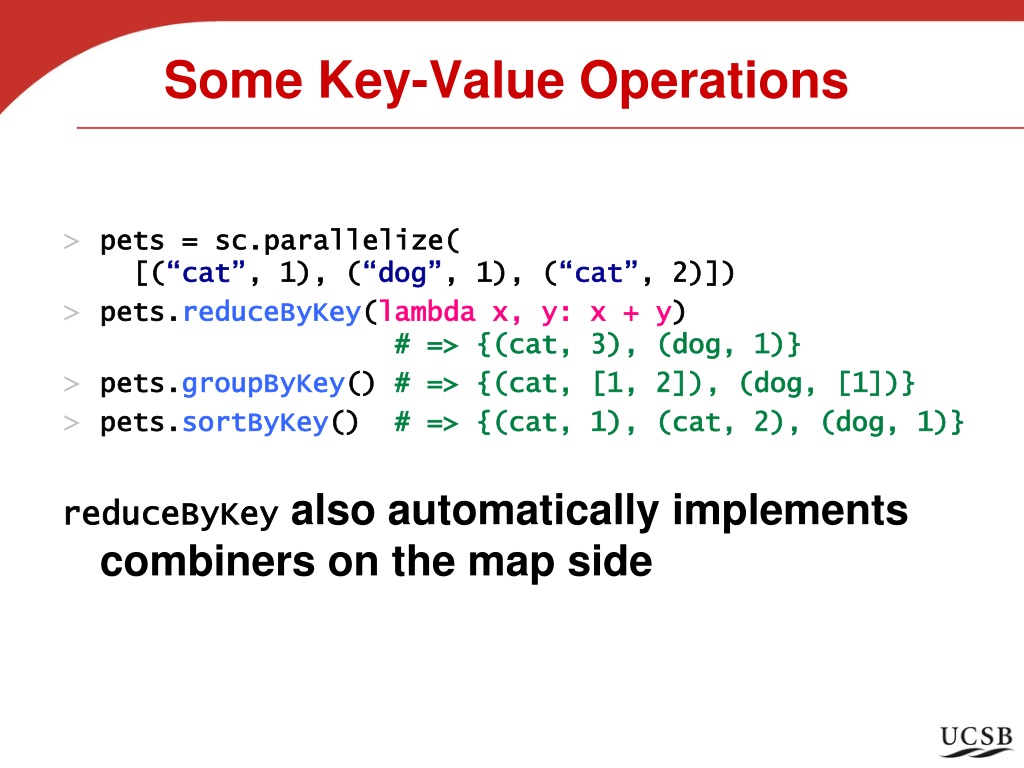 Some Key-Value Operations
> pets = sc.parallelize(
[(“cat”, 1), (“dog”, 1), (“cat”, 2)])
> pets.reduceByKey(lambda x, y: x + y)
# => {(cat, 3), (dog, 1)}
> pets.groupByKey() # => {(cat, [1, 2]), (dog, [1])}
> pets.sortByKey() # => {(cat, 1), (cat, 2), (dog, 1)}
reduceByKey also automatically implements
combiners on the map side
UCSB